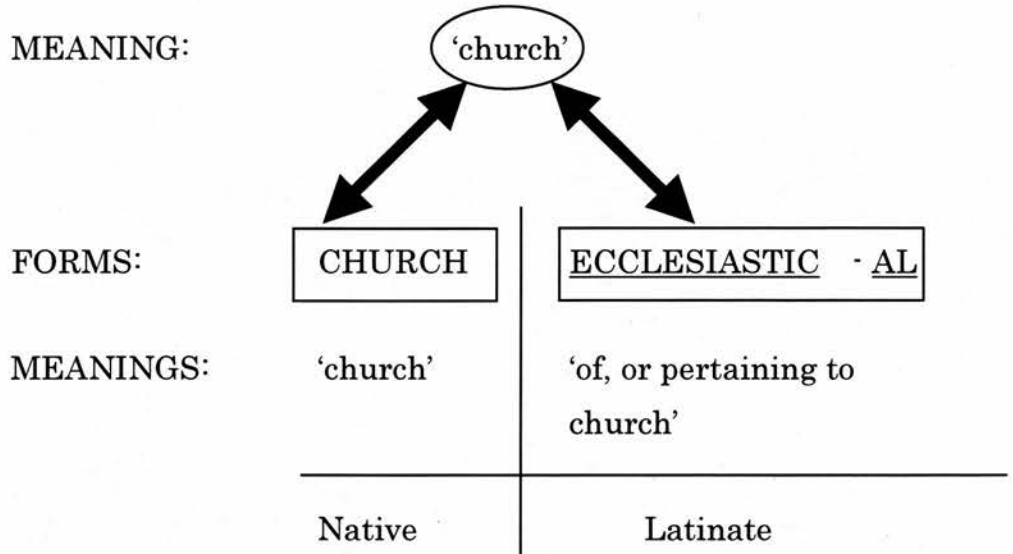 MEANING: ‘church’
FORMS: CHURCH ECCLESIASTIC - AL
MEANINGS: ‘church’ ‘of, or pertaining to
church’
Native Latinate